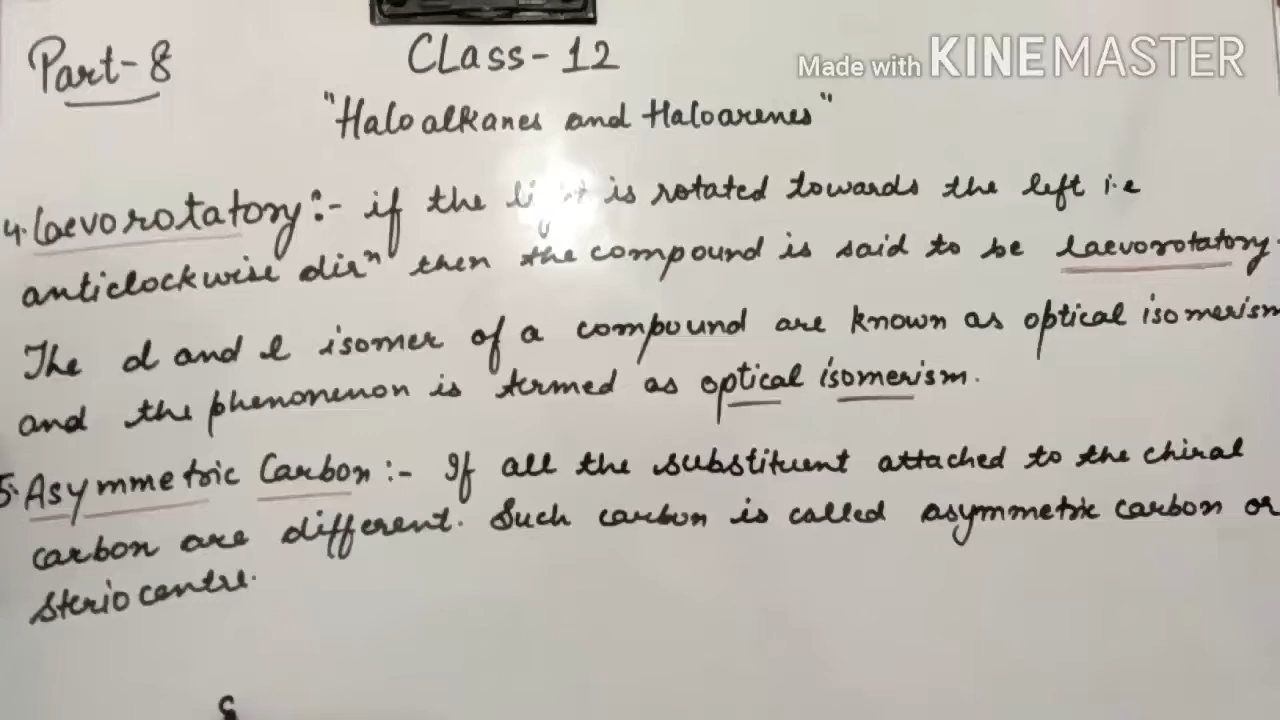 Part-8
CLass-12
Made with KINEMASTER
"Haloalkanes and Haloarenes"
4. Laevorotatory:- if the light is rotated towards the left i.e
anticlockwise dirⁿ then the compound is said to be laevorotatory.
The d and l isomer of a compound are known as optical isomerism
and the phenomenon is termed as optical isomerism.
5. Asymmetric Carbon:- If all the substituent attached to the chiral
carbon are different. Such carbon is called asymmetric carbon or
steriocentre.